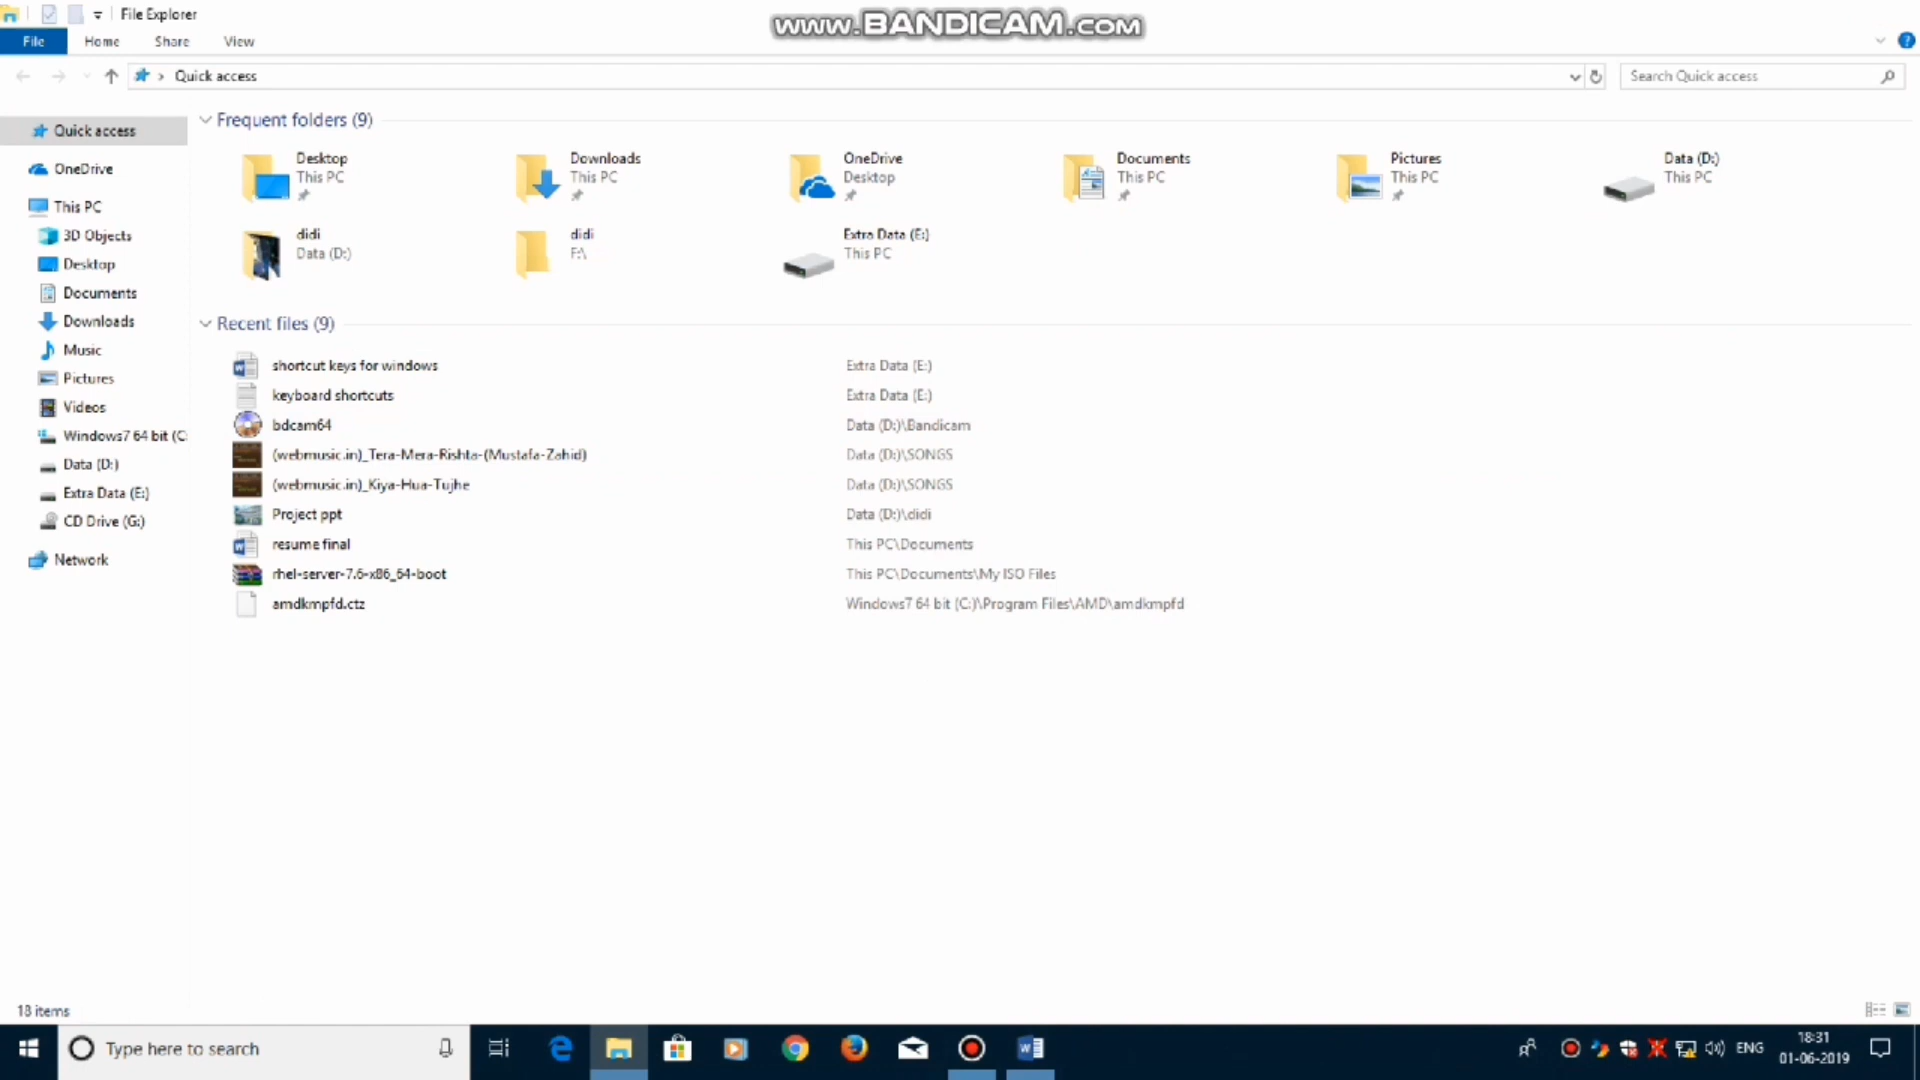 File Explorer
www.BANDICAM.com
File Home Share View
Quick access
Search Quick access
Quick access
OneDrive
This PC
3D Objects
Desktop
Documents
Downloads
Music
Pictures
Videos
Windows7 64 bit (C:
Data (D:)
Extra Data (E:)
CD Drive (G:)
Network
Frequent folders (9)
Desktop
This PC
Downloads
This PC
OneDrive
Desktop
Documents
This PC
Pictures
This PC
Data (D:)
This PC
didi
Data (D:)
didi
F:\
Extra Data (E:)
This PC
Recent files (9)
shortcut keys for windows Extra Data (E:)
keyboard shortcuts Extra Data (E:)
bdcam64 Data (D:)\Bandicam
(webmusic.in)_Tera-Mera-Rishta-(Mustafa-Zahid) Data (D:)\SONGS
(webmusic.in)_Kiya-Hua-Tujhe Data (D:)\SONGS
Project ppt Data (D:)\didi
resume final This PC\Documents
rhel-server-7.6-x86_64-boot This PC\Documents\My ISO Files
amdkmpfd.ctz Windows7 64 bit (C:)\Program Files\AMD\amdkmpfd
18 items
Type here to search
ENG
18:31
01-06-2019